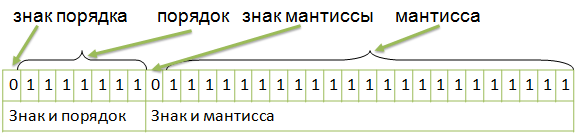 знак порядка порядок знак мантиссы мантисса
0 1 1 1 1 1 1 1 0 1 1 1 1 1 1 1 1 1 1 1 1 1 1 1 1 1 1 1 1 1 1 1
Знак и порядок Знак и мантисса